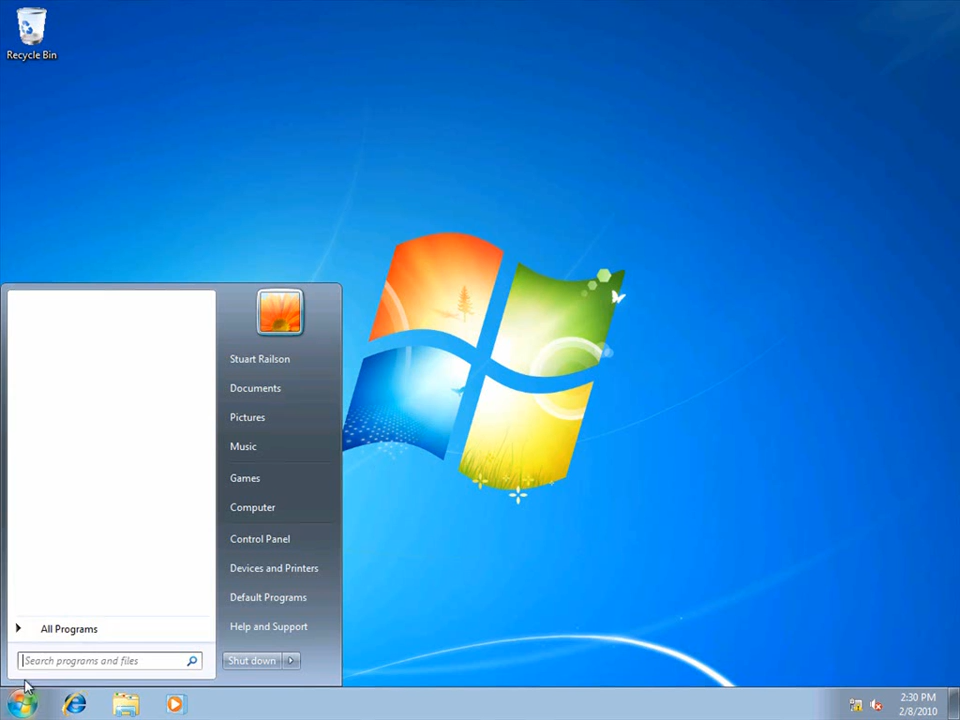 Recycle Bin
Stuart Railson
Documents
Pictures
Music
Games
Computer
Control Panel
Devices and Printers
Default Programs
Help and Support
All Programs
Search programs and files
Shut down
2:30 PM
2/8/2010